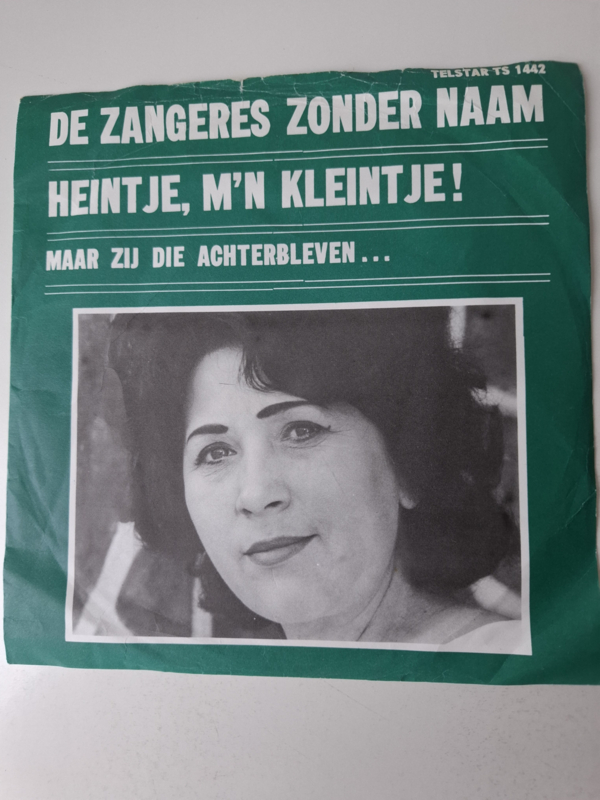 TELSTAR TS 1442
DE ZANGERES ZONDER NAAM
HEINTJE, M'N KLEINTJE!
MAAR ZIJ DIE ACHTERBLEVEN...